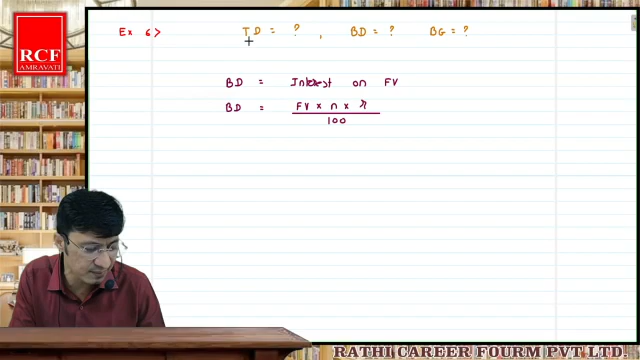 RCF
AMRAVATI
Ex 6>
TD = ? , BD = ? BG = ?
BD = Interest on FV
BD = FV × n × r
100
RATHI CAREER FOURM PVT LTD